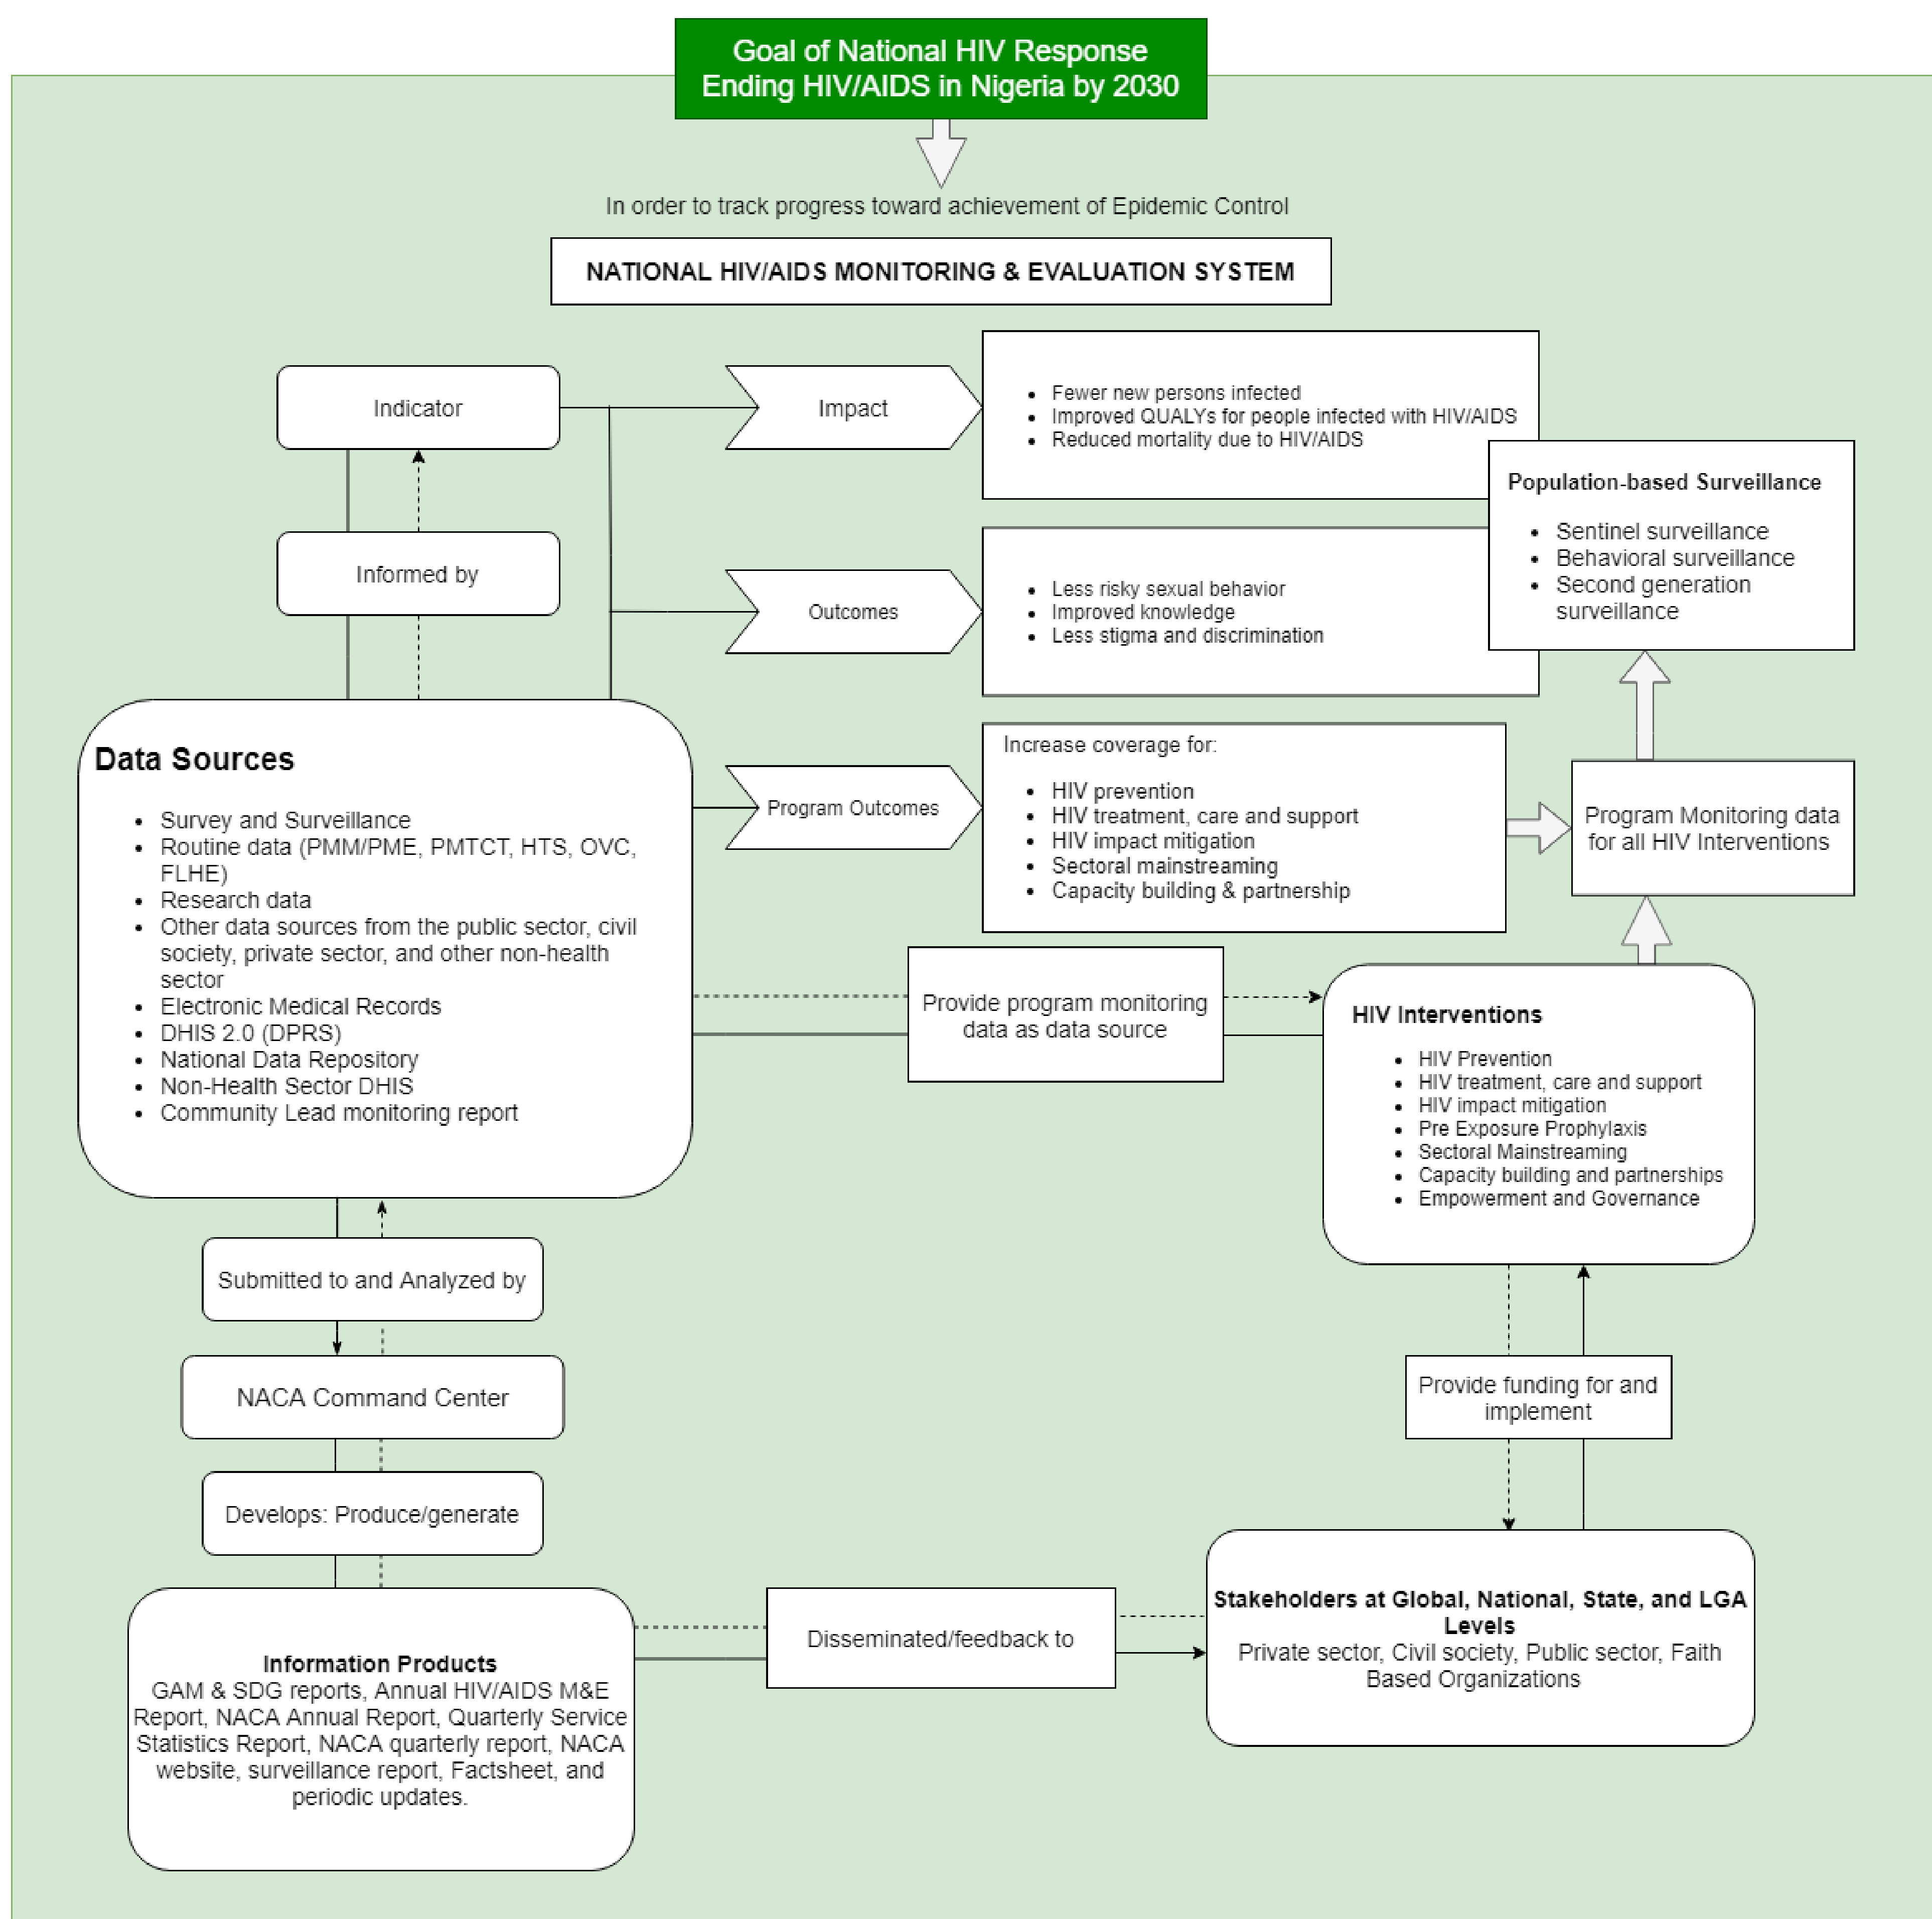 Goal of National HIV Response
Ending HIV/AIDS in Nigeria by 2030
In order to track progress toward achievement of Epidemic Control
NATIONAL HIV/AIDS MONITORING & EVALUATION SYSTEM
Indicator
Impact
• Fewer new persons infected
• Improved QUALYs for people infected with HIV/AIDS
• Reduced mortality due to HIV/AIDS
Population-based Surveillance
• Sentinel surveillance
• Behavioral surveillance
• Second generation
surveillance
Informed by
Outcomes
• Less risky sexual behavior
• Improved knowledge
• Less stigma and discrimination
Data Sources
• Survey and Surveillance
• Routine data (PMM/PME, PMTCT, HTS, OVC,
FLHE)
• Research data
• Other data sources from the public sector, civil
society, private sector, and other non-health
sector
• Electronic Medical Records
• DHIS 2.0 (DPRS)
• National Data Repository
• Non-Health Sector DHIS
• Community Lead monitoring report
Program Outcomes
Increase coverage for:
• HIV prevention
• HIV treatment, care and support
• HIV impact mitigation
• Sectoral mainstreaming
• Capacity building & partnership
Program Monitoring data
for all HIV Interventions
Provide program monitoring
data as data source
HIV Interventions
• HIV Prevention
• HIV treatment, care and support
• HIV impact mitigation
• Pre Exposure Prophylaxis
• Sectoral Mainstreaming
• Capacity building and partnerships
• Empowerment and Governance
Submitted to and Analyzed by
NACA Command Center
Provide funding for and
implement
Develops: Produce/generate
Information Products
GAM & SDG reports, Annual HIV/AIDS M&E
Report, NACA Annual Report, Quarterly Service
Statistics Report, NACA quarterly report, NACA
website, surveillance report, Factsheet, and
periodic updates.
Disseminated/feedback to
Stakeholders at Global, National, State, and LGA
Levels
Private sector, Civil society, Public sector, Faith
Based Organizations